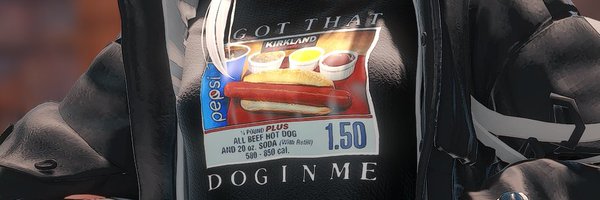 GOT THAT
KIRKLAND
pepsi
¼ POUND PLUS
ALL BEEF HOT DOG
AND 20 oz. SODA (With Refill)
580 - 850 cal.
1.50
DOG IN ME